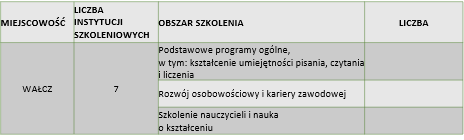 MIEJSCOWOŚĆ
LICZBA
INSTYTUCJI
SZKOLENIOWYCH
OBSZAR SZKOLENIA
LICZBA
WAŁCZ
7
Podstawowe programy ogólne,
w tym: kształcenie umiejętności pisania, czytania
i liczenia
Rozwój osobowościowy i kariery zawodowej
Szkolenie nauczycieli i nauka
o kształceniu